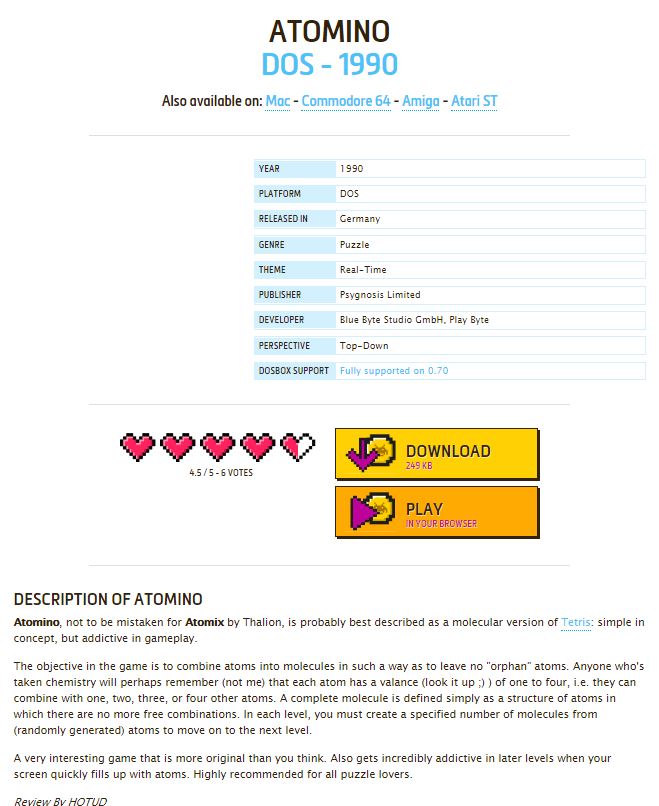 ATOMINO
DOS - 1990
Also available on: Mac - Commodore 64 - Amiga - Atari ST
YEAR 1990
PLATFORM DOS
RELEASED IN Germany
GENRE Puzzle
THEME Real-Time
PUBLISHER Psygnosis Limited
DEVELOPER Blue Byte Studio GmbH, Play Byte
PERSPECTIVE Top-Down
DOSBOX SUPPORT Fully supported on 0.70
4.5 / 5 - 6 VOTES
DOWNLOAD
249 KB
PLAY
IN YOUR BROWSER
DESCRIPTION OF ATOMINO
Atomino, not to be mistaken for Atomix by Thalion, is probably best described as a molecular version of Tetris: simple in
concept, but addictive in gameplay.
The objective in the game is to combine atoms into molecules in such a way as to leave no "orphan" atoms. Anyone who's
taken chemistry will perhaps remember (not me) that each atom has a valance (look it up ;) ) of one to four, i.e. they can
combine with one, two, three, or four other atoms. A complete molecule is defined simply as a structure of atoms in
which there are no more free combinations. In each level, you must create a specified number of molecules from
(randomly generated) atoms to move on to the next level.
A very interesting game that is more original than you think. Also gets incredibly addictive in later levels when your
screen quickly fills up with atoms. Highly recommended for all puzzle lovers.
Review By HOTUD